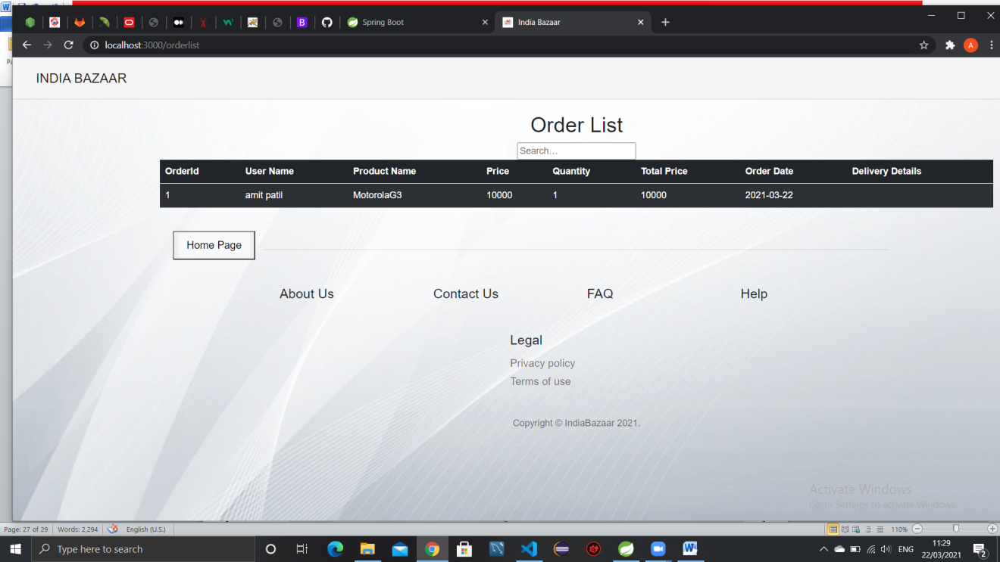 Spring Boot
India Bazaar
localhost:3000/orderlist
A
INDIA BAZAAR
Order List
Search…
OrderId User Name Product Name Price Quantity Total Price Order Date Delivery Details
1 amit patil MotorolaG3 10000 1 10000 2021-03-22
Home Page
About Us Contact Us FAQ Help
Legal
Privacy policy
Terms of use
Copyright © IndiaBazaar 2021.
Activate Windows
Go to Settings to activate Windows.
Page: 27 of 29 Words: 2,294 English (U.S.) 110%
Type here to search
ENG
11:29
22/03/2021
2